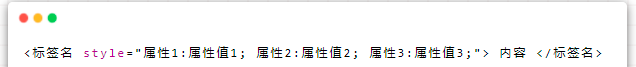 <标签名 style="属性1:属性值1; 属性2:属性值2; 属性3:属性值3;"> 内容 </标签名>